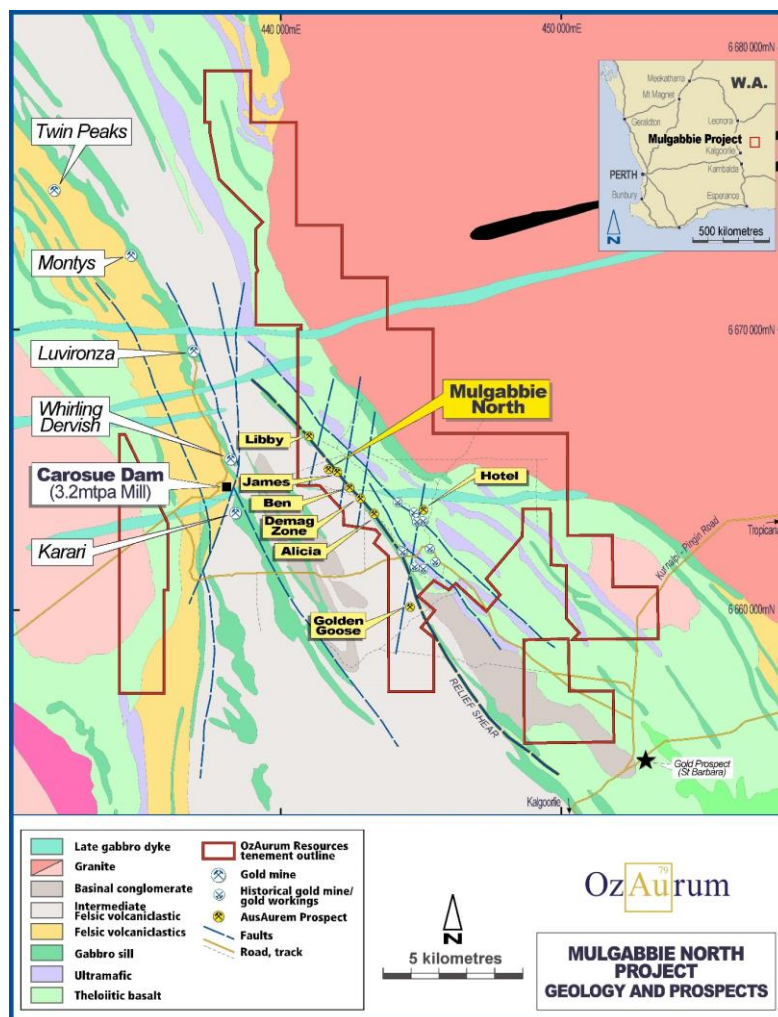 440 000mE
450 000mE
6 680 000mN
W.A.
Meekatharra
Mt Magnet
Geraldton
Leonora
Mulgabbie Project
Kalgoorlie
Kambalda
PERTH
Bunbury
Esperance
N
500 kilometres
Twin Peaks
Montys
6 670 000mN
Luvironza
Whirling
Dervish
Mulgabbie
North
Libby
Carosue Dam
(3.2mtpa Mill)
James
Hotel
Ben
Demag
Zone
Karari
Alicia
Tropicana
Kurnalpi - Pinjin Road
6 660 000mN
Golden
Goose
RELIEF SHEAR
Gold Prospect
(St Barbara)
Kalgoorlie
Late gabbro dyke
Granite
Basinal conglomerate
Intermediate
Felsic volcaniclastic
Felsic volcaniclastics
Gabbro sill
Ultramafic
Theloiitic basalt
OzAurum Resources
tenement outline
Gold mine
Historical gold mine/
gold workings
AusAurem Prospect
Faults
Road, track
N
5 kilometres
79
OzAurum
MULGABBIE NORTH
PROJECT
GEOLOGY AND PROSPECTS